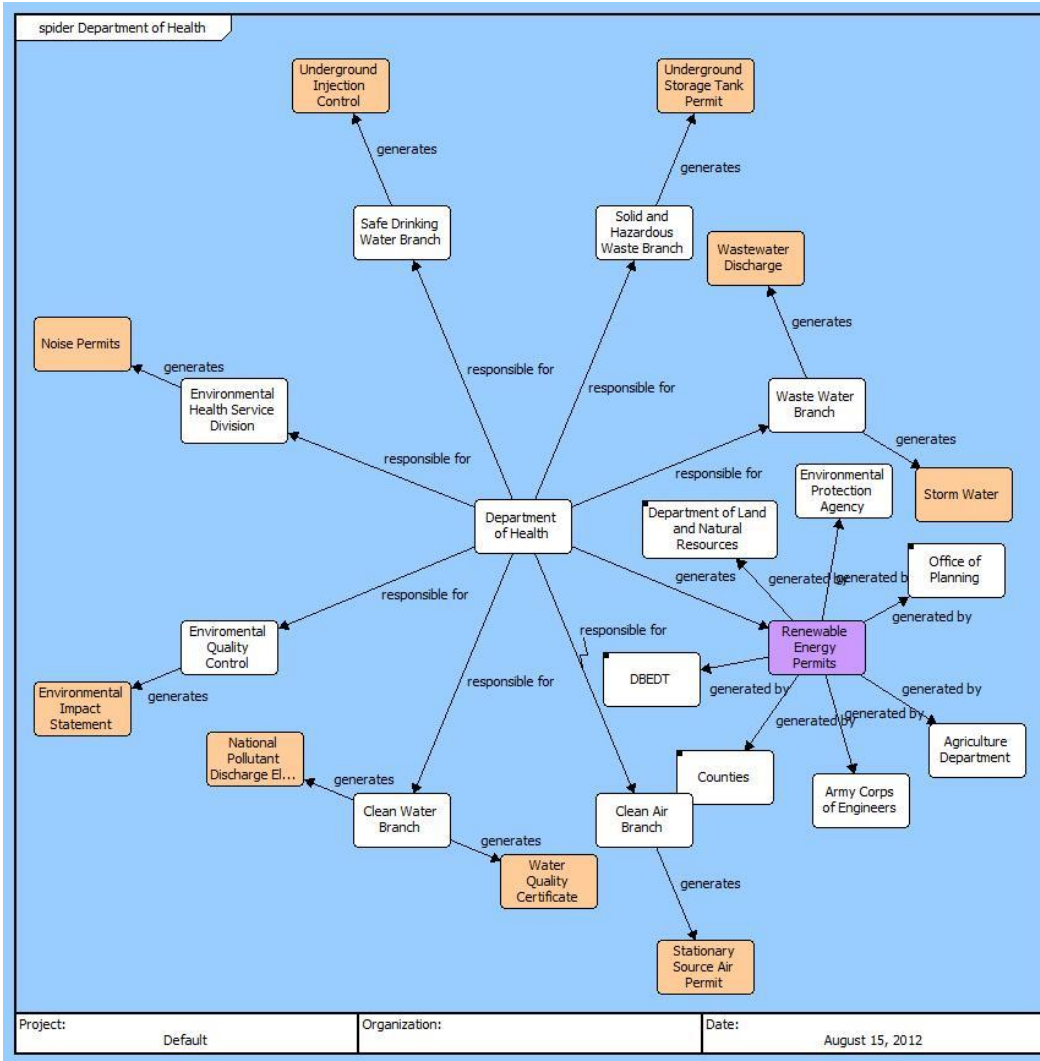 spider Department of Health
Underground
Injection
Control
Underground
Storage Tank
Permit
generates
generates
Safe Drinking
Water Branch
Solid and
Hazardous
Waste Branch
Wastewater
Discharge
generates
Noise Permits
generates
Environmental
Health Service
Division
responsible for
responsible for
Waste Water
Branch
generates
responsible for
responsible for
Environmental
Protection
Agency
Storm Water
Department
of Health
Department of Land
and Natural
Resources
Office of
Planning
generates
generated by
generated b
generated by
responsible for
responsible for
Enviromental
Quality
Control
Renewable
Energy
Permits
DBEDT
responsible for
generated by
generated by
generated by
generated by
Environmental
Impact
Statement
generates
National
Pollutant
Discharge El...
generates
Agriculture
Department
Counties
Army Corps
of Engineers
Clean Water
Branch
Clean Air
Branch
generates
Water
Quality
Certificate
generates
Stationary
Source Air
Permit
Project:
Default
Organization:
Date:
August 15, 2012